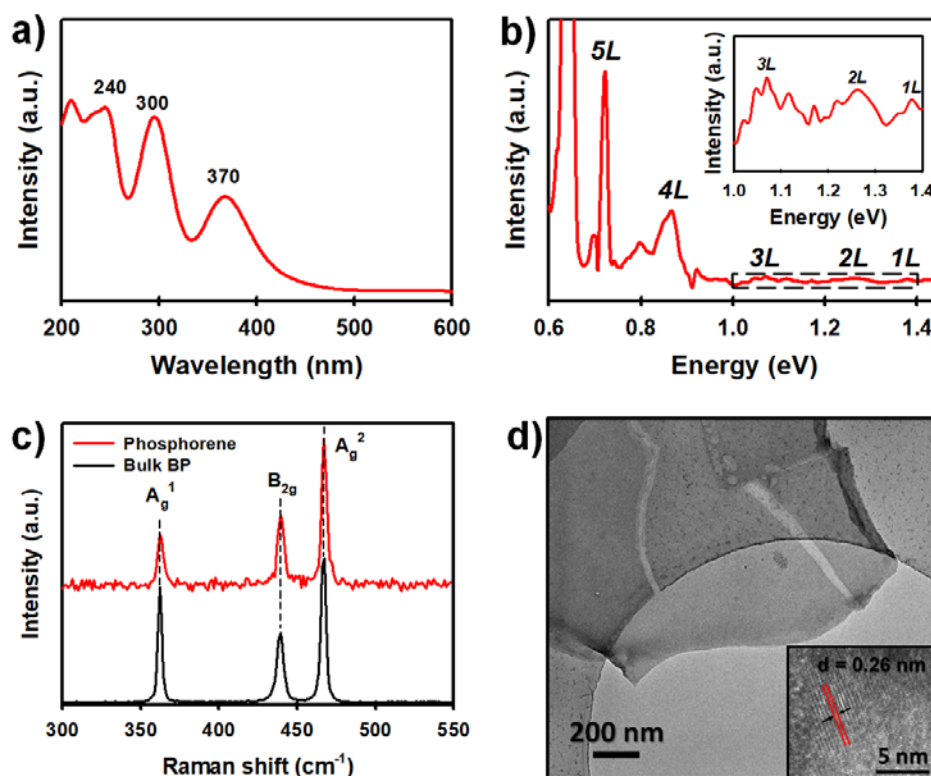 a)
240
300
370
Intensity (a.u.)
200 300 400 500 600
Wavelength (nm)
b)
5L
4L
3L 2L 1L
Intensity (a.u.)
0.6 0.8 1.0 1.2 1.4
Energy (eV)
3L
2L
1L
Intensity (a.u.)
1.0 1.1 1.2 1.3 1.4
Energy (eV)
c)
Phosphorene
Bulk BP
Ag1
B2g
Ag2
Intensity (a.u.)
300 350 400 450 500 550
Raman shift (cm-1)
d)
200 nm
d = 0.26 nm
5 nm